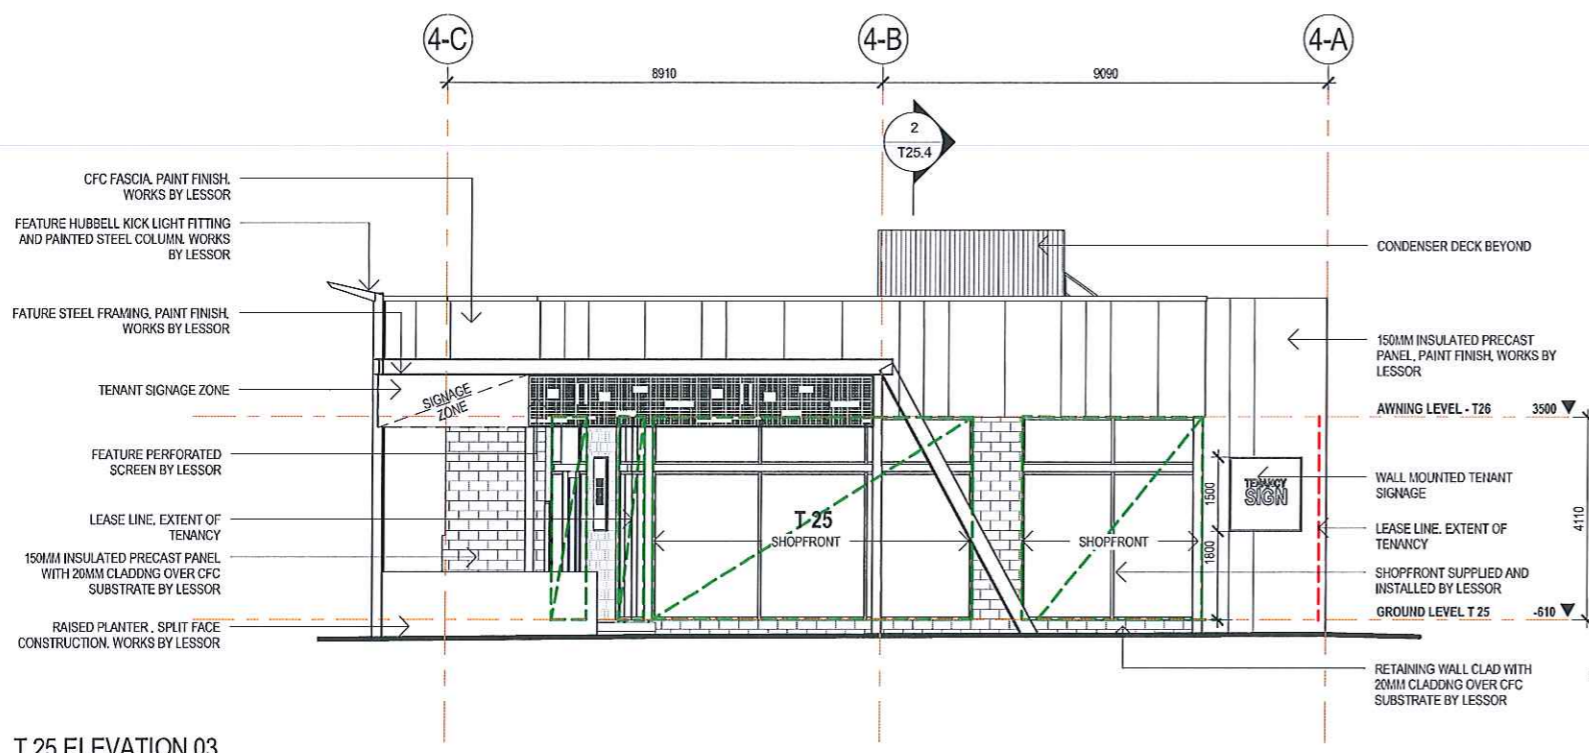 4-C
4-B
4-A
8910
9090
2
T25.4
CFC FASCIA, PAINT FINISH.
WORKS BY LESSOR
FEATURE HUBBELL KICK LIGHT FITTING
AND PAINTED STEEL COLUMN. WORKS
BY LESSOR
FATURE STEEL FRAMING, PAINT FINISH,
WORKS BY LESSOR
TENANT SIGNAGE ZONE
FEATURE PERFORATED
SCREEN BY LESSOR
LEASE LINE, EXTENT OF
TENANCY
150MM INSULATED PRECAST PANEL
WITH 20MM CLADDNG OVER CFC
SUBSTRATE BY LESSOR
RAISED PLANTER , SPLIT FACE
CONSTRUCTION. WORKS BY LESSOR
SIGNAGE
ZONE
T 25
SHOPFRONT
SHOPFRONT
1500
1800
TENANCY
SIGN
CONDENSER DECK BEYOND
150MM INSULATED PRECAST
PANEL, PAINT FINISH, WORKS BY
LESSOR
AWNING LEVEL - T26 3500
WALL MOUNTED TENANT
SIGNAGE
LEASE LINE, EXTENT OF
TENANCY
4110
SHOPFRONT SUPPLIED AND
INSTALLED BY LESSOR
GROUND LEVEL T 25 -610
RETAINING WALL CLAD WITH
20MM CLADDNG OVER CFC
SUBSTRATE BY LESSOR
T 25 ELEVATION 03